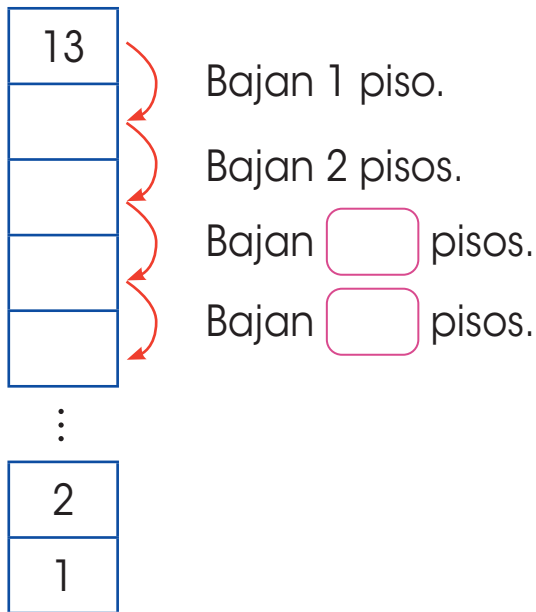 13
Bajan 1 piso.
Bajan 2 pisos.
Bajan pisos.
Bajan pisos.
⋮
2
1